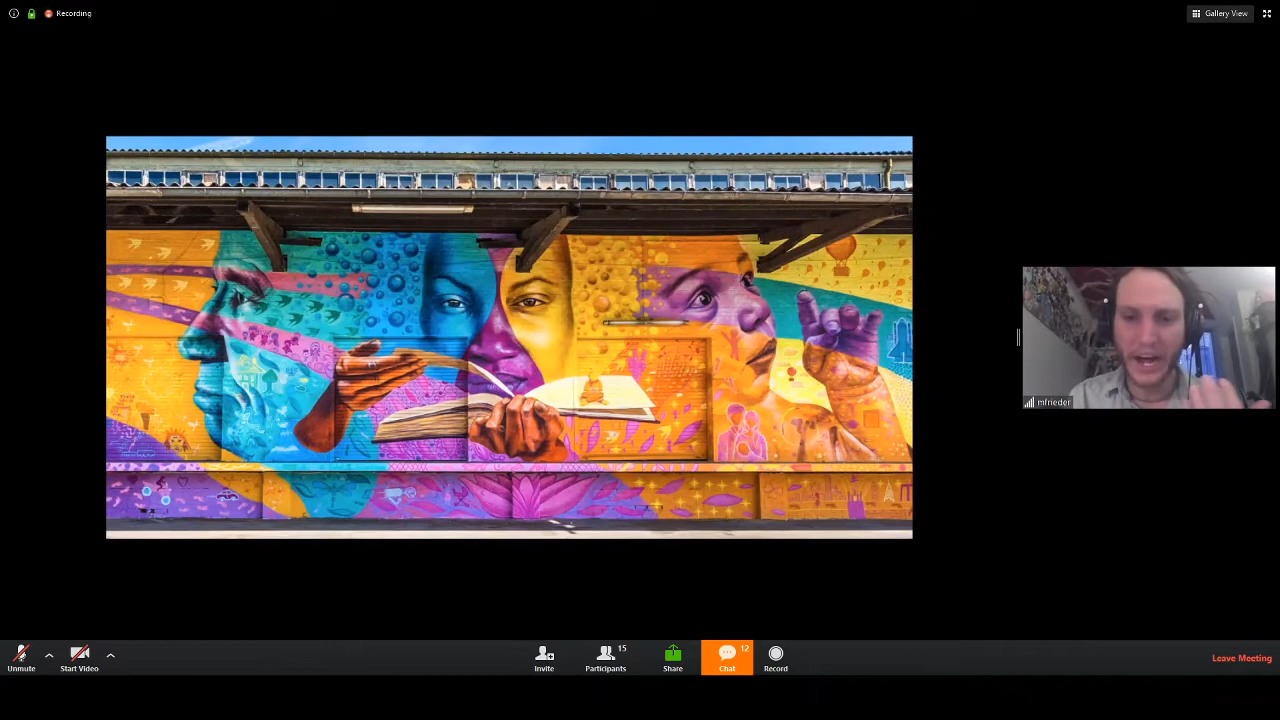 Recording
Gallery View
mfrieder
Unmute
Start Video
Invite
Participants
15
Share
Chat
12
Record
Leave Meeting